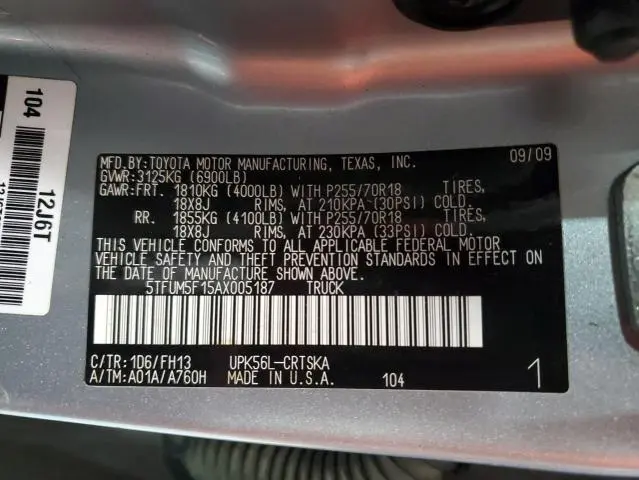 MFD.BY: TOYOTA MOTOR MANUFACTURING, TEXAS, INC. 09/09
GVWR: 3125KG (6900LB)
GAWR: FRT. 1810KG (4000LB) WITH P255/70R18 TIRES,
18X8J RIMS, AT 210KPA (30PSI) COLD.
RR. 1855KG (4100LB) WITH P255/70R18 TIRES,
18X8J RIMS, AT 230KPA (33PSI) COLD.
THIS VEHICLE CONFORMS TO ALL APPLICABLE FEDERAL MOTOR
VEHICLE SAFETY AND THEFT PREVENTION STANDARDS IN EFFECT ON
THE DATE OF MANUFACTURE SHOWN ABOVE.
5TFUM5F15AX005187 TRUCK
C/TR: 1D6/FH13 UPK56L-CRTSKA
A/TM: A01A/A760H MADE IN U.S.A. 104 1
104
12J6T